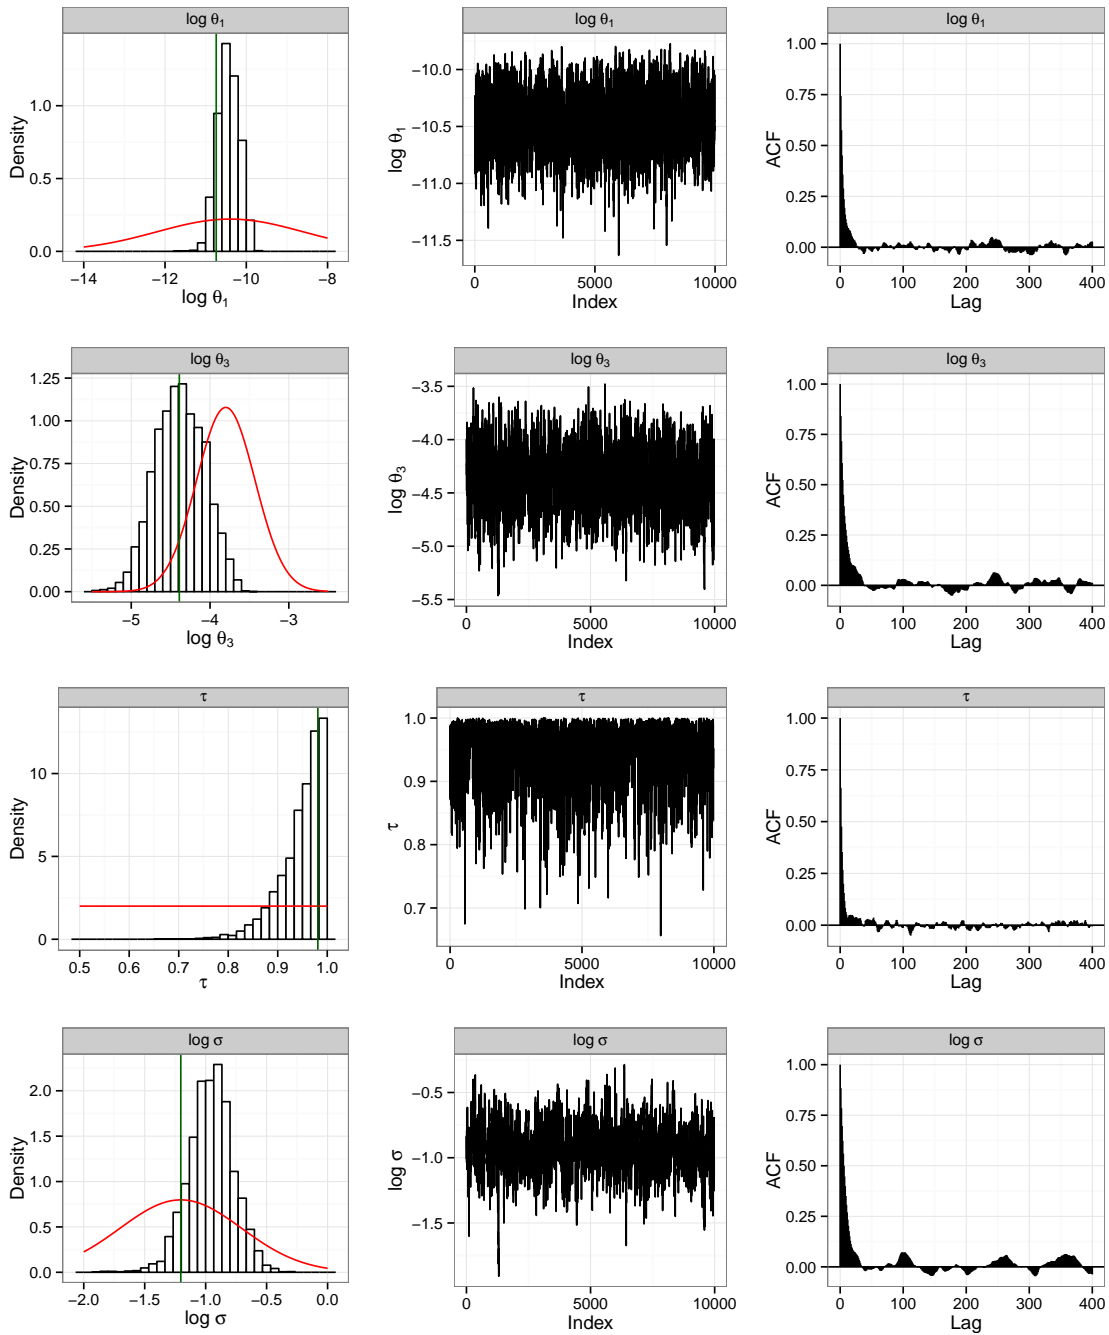 log θ₁
Density
1.0
0.5
0.0
−14 −12 −10 −8
log θ₁
log θ₁
log θ₁
−10.0
−10.5
−11.0
−11.5
0 5000 10000
Index
log θ₁
ACF
1.00
0.75
0.50
0.25
0.00
0 100 200 300 400
Lag
log θ₃
Density
1.25
1.00
0.75
0.50
0.25
0.00
−5 −4 −3
log θ₃
log θ₃
log θ₃
−3.5
−4.0
−4.5
−5.0
−5.5
0 5000 10000
Index
log θ₃
ACF
1.00
0.75
0.50
0.25
0.00
0 100 200 300 400
Lag
τ
Density
10
5
0
0.5 0.6 0.7 0.8 0.9 1.0
τ
τ
τ
1.0
0.9
0.8
0.7
0 5000 10000
Index
τ
ACF
1.00
0.75
0.50
0.25
0.00
0 100 200 300 400
Lag
log σ
Density
2.0
1.5
1.0
0.5
0.0
−2.0 −1.5 −1.0 −0.5 0.0
log σ
log σ
log σ
−0.5
−1.0
−1.5
0 5000 10000
Index
log σ
ACF
1.00
0.75
0.50
0.25
0.00
0 100 200 300 400
Lag